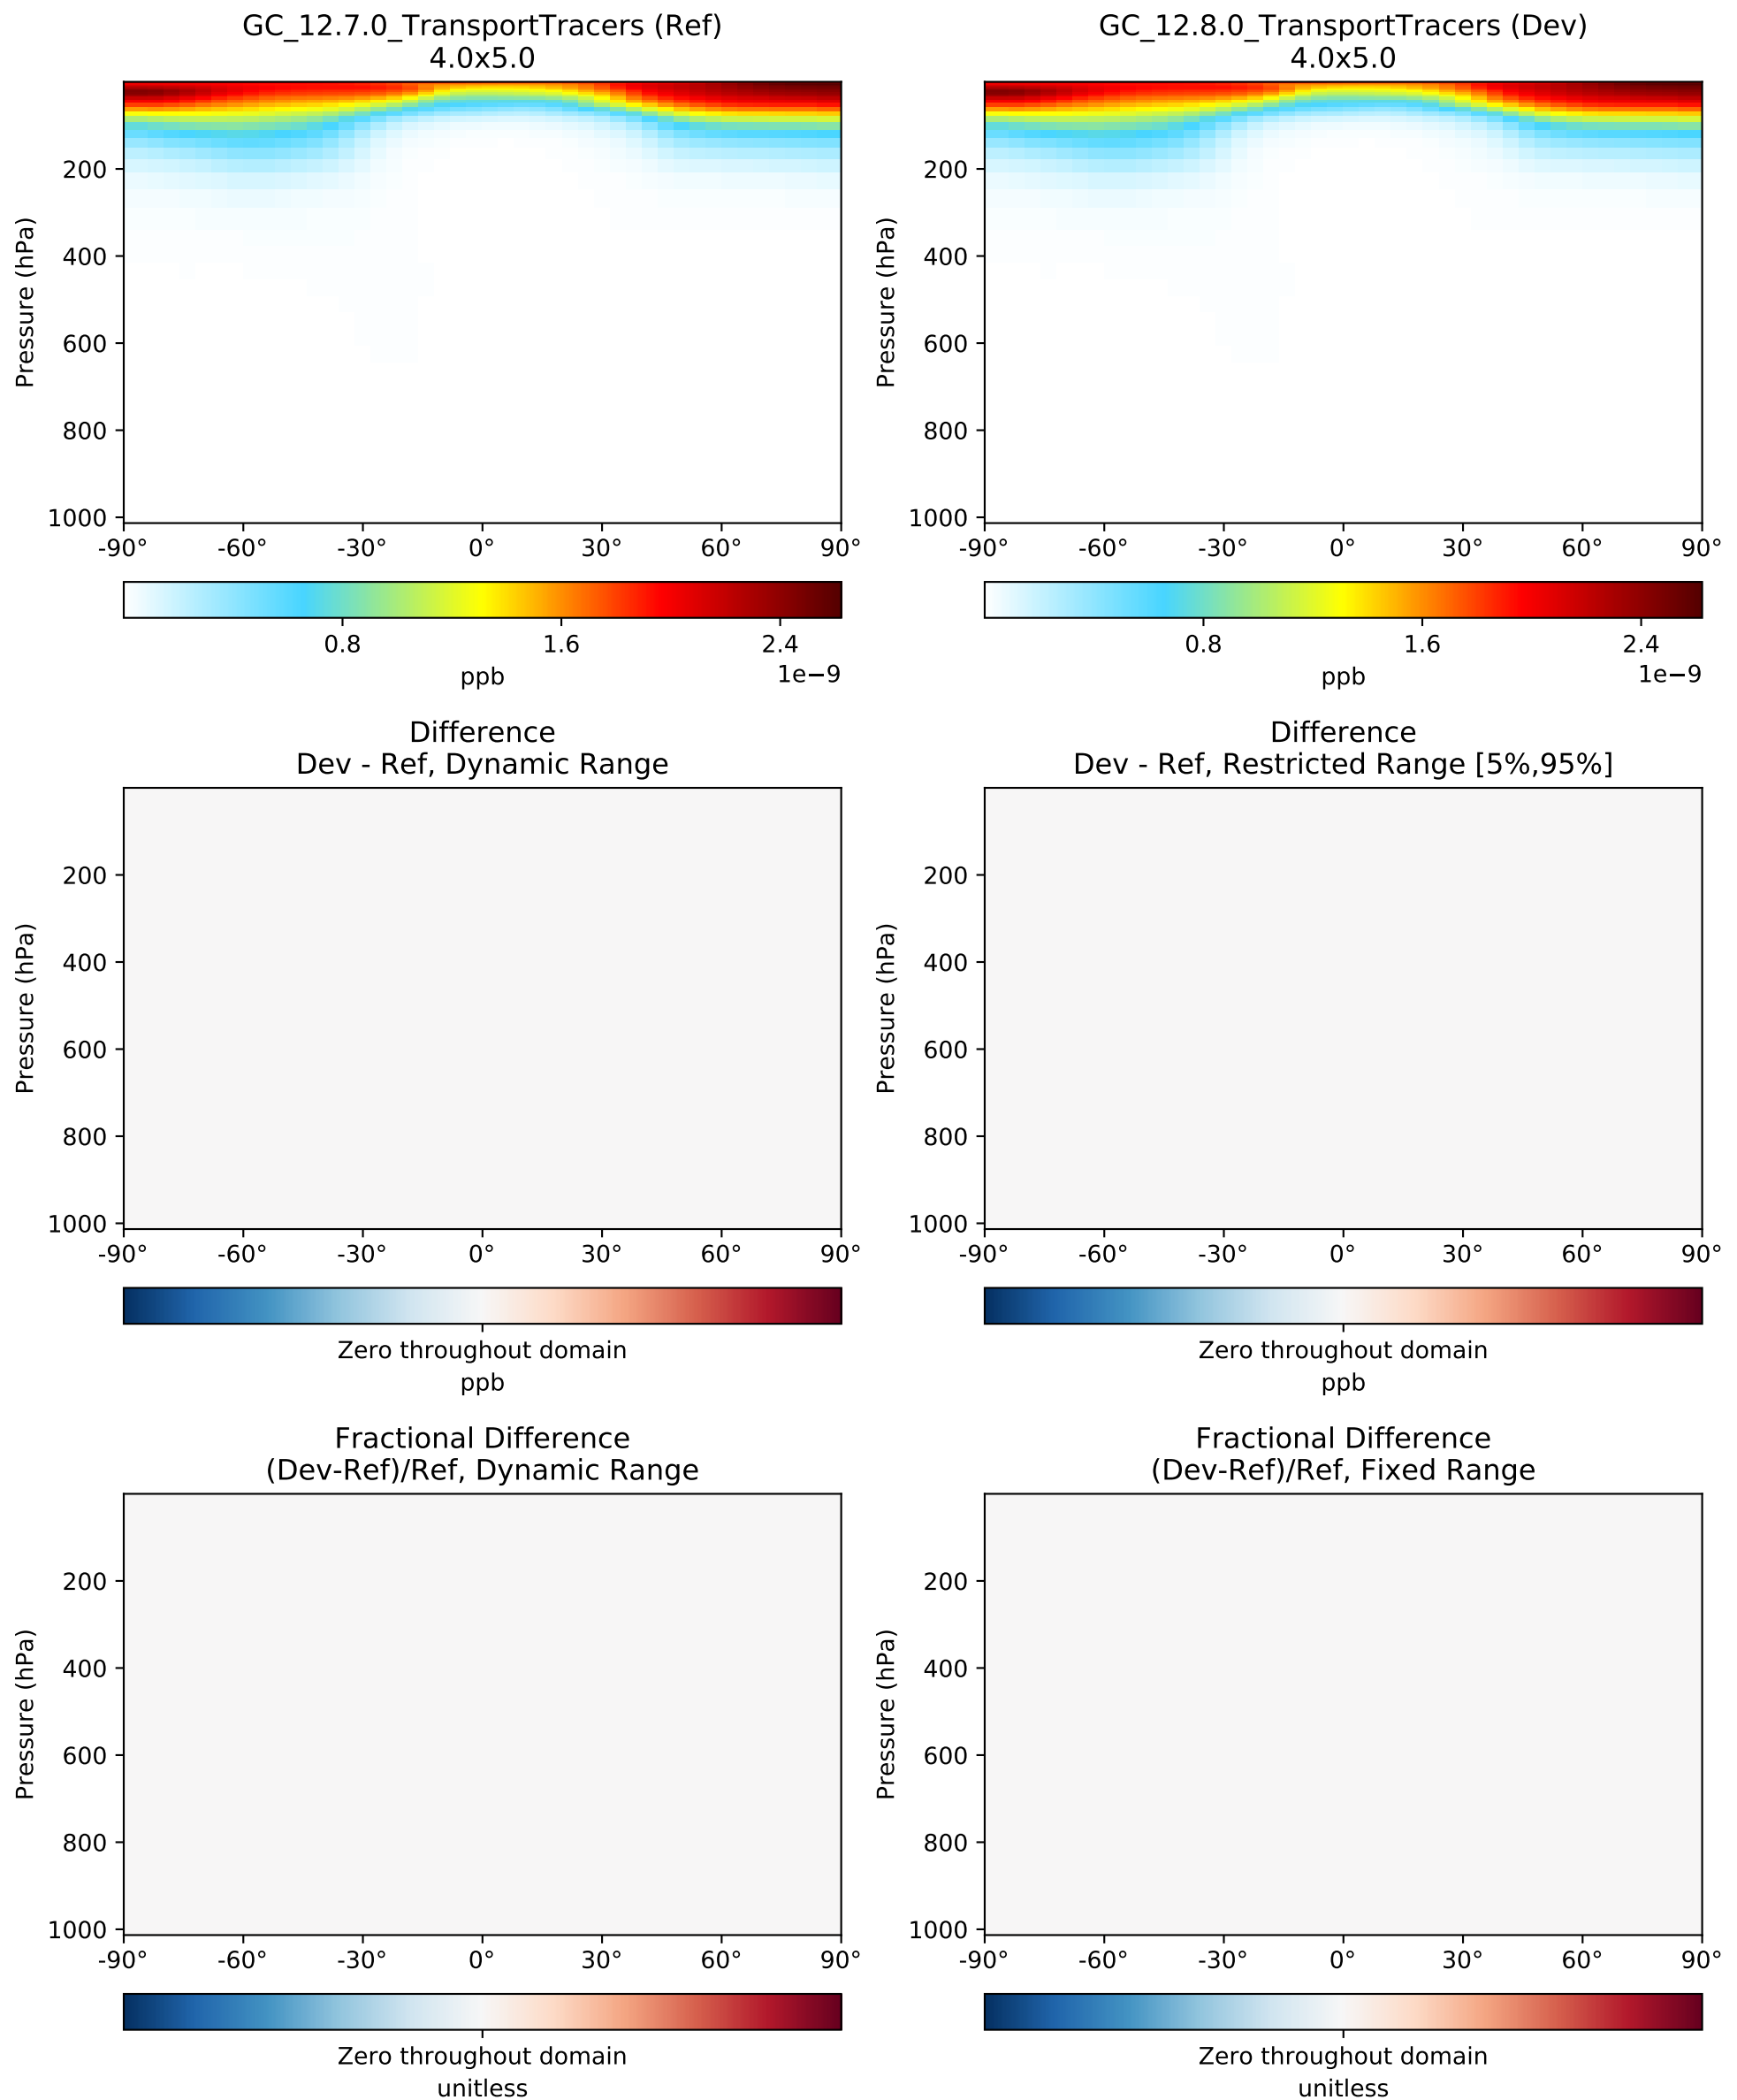 GC_12.7.0_TransportTracers (Ref)
4.0x5.0
Pressure (hPa)
200
400
600
800
1000
-90° -60° -30° 0° 30° 60° 90°
0.8 1.6 2.4
ppb 1e−9
GC_12.8.0_TransportTracers (Dev)
4.0x5.0
Pressure (hPa)
200
400
600
800
1000
-90° -60° -30° 0° 30° 60° 90°
0.8 1.6 2.4
ppb 1e−9
Difference
Dev - Ref, Dynamic Range
Pressure (hPa)
200
400
600
800
1000
-90° -60° -30° 0° 30° 60° 90°
Zero throughout domain
ppb
Difference
Dev - Ref, Restricted Range [5%,95%]
Pressure (hPa)
200
400
600
800
1000
-90° -60° -30° 0° 30° 60° 90°
Zero throughout domain
ppb
Fractional Difference
(Dev-Ref)/Ref, Dynamic Range
Pressure (hPa)
200
400
600
800
1000
-90° -60° -30° 0° 30° 60° 90°
Zero throughout domain
unitless
Fractional Difference
(Dev-Ref)/Ref, Fixed Range
Pressure (hPa)
200
400
600
800
1000
-90° -60° -30° 0° 30° 60° 90°
Zero throughout domain
unitless